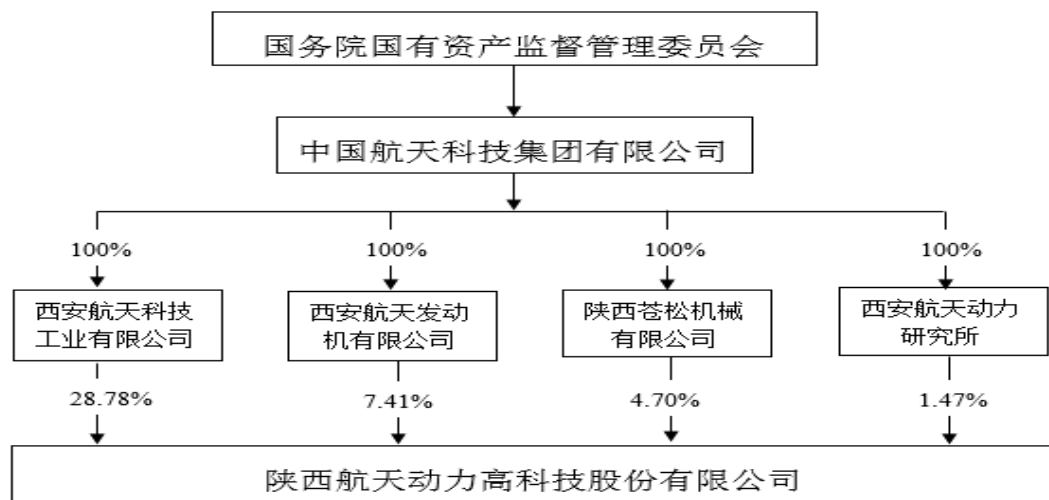 国务院国有资产监督管理委员会
中国航天科技集团有限公司
100% 100% 100% 100%
西安航天科技
工业有限公司
西安航天发动
机有限公司
陕西苍松机械
有限公司
西安航天动力
研究所
28.78% 7.41% 4.70% 1.47%
陕西航天动力高科技股份有限公司